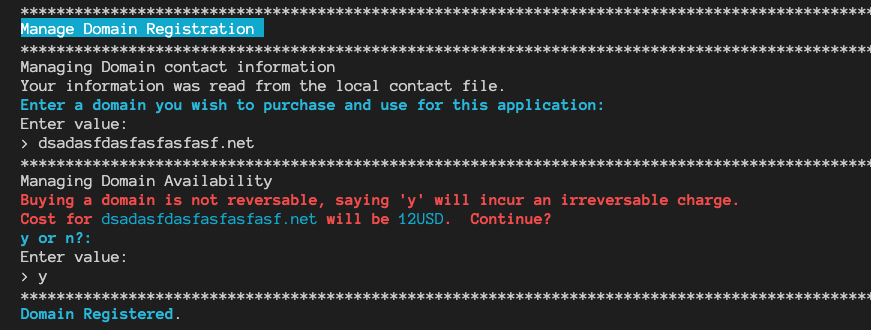 ********************************************************************************
Manage Domain Registration
********************************************************************************
Managing Domain contact information
Your information was read from the local contact file.
Enter a domain you wish to purchase and use for this application:
Enter value:
> dsadasfdasfasfasfasf.net
********************************************************************************
Managing Domain Availability
Buying a domain is not reversable, saying 'y' will incur an irreversable charge.
Cost for dsadasfdasfasfasfasf.net will be 12USD.  Continue?
y or n?:
Enter value:
> y
********************************************************************************
Domain Registered.